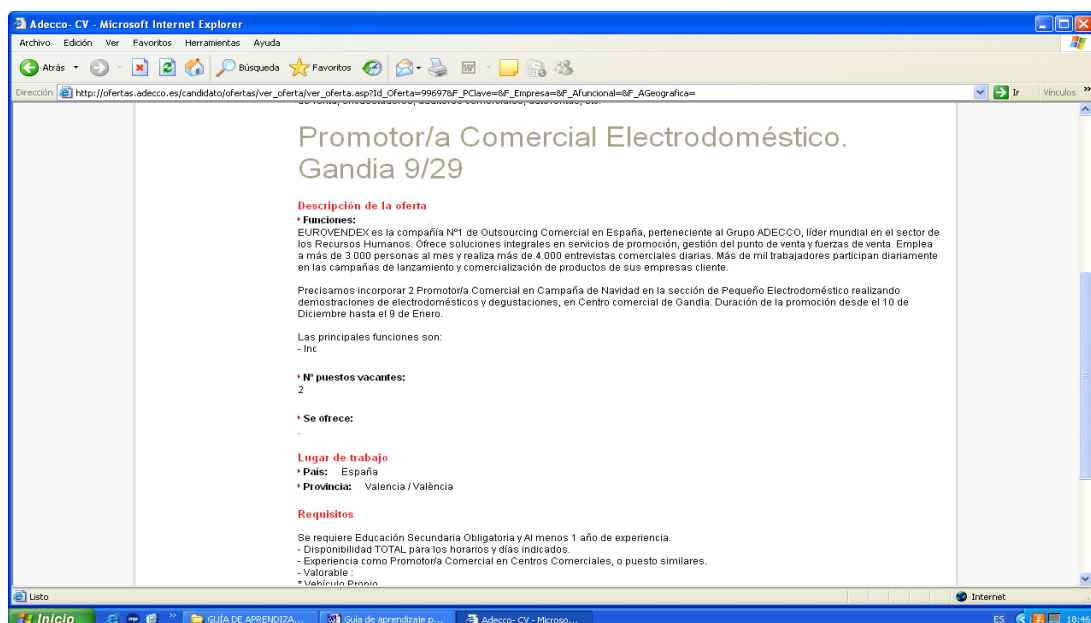 Adecco- CV - Microsoft Internet Explorer
Archivo Edición Ver Favoritos Herramientas Ayuda
Atrás Búsqueda Favoritos
Dirección http://ofertas.adecco.es/candidato/ofertas/ver_oferta/ver_oferta.asp?Id_Oferta=99697&F_PClave=&F_Empresa=&F_Afuncional=&F_AGeografica= Ir Vínculos »
de venta, encuestadores, auditores comerciales, autoventas, etc.
Promotor/a Comercial Electrodoméstico.
Gandia 9/29
Descripción de la oferta
Funciones:
EUROVENDEX es la compañía Nº1 de Outsourcing Comercial en España, perteneciente al Grupo ADECCO, líder mundial en el sector de
los Recursos Humanos. Ofrece soluciones integrales en servicios de promoción, gestión del punto de venta y fuerzas de venta. Emplea
a más de 3.000 personas al mes y realiza más de 4.000 entrevistas comerciales diarias. Más de mil trabajadores participan diariamente
en las campañas de lanzamiento y comercialización de productos de sus empresas cliente.
Precisamos incorporar 2 Promotor/a Comercial en Campaña de Navidad en la sección de Pequeño Electrodoméstico realizando
demostraciones de electrodomésticos y degustaciones, en Centro comercial de Gandia. Duración de la promoción desde el 10 de
Diciembre hasta el 9 de Enero.
Las principales funciones son:
- Inc
Nº puestos vacantes:
2
Se ofrece:
.
Lugar de trabajo
País: España
Provincia: Valencia / València
Requisitos
Se requiere Educación Secundaria Obligatoria y Al menos 1 año de experiencia.
- Disponibilidad TOTAL para los horarios y días indicados.
- Experiencia como Promotor/a Comercial en Centros Comerciales, o puesto similares.
- Valorable :
* Vehículo Propio
Listo Internet
Inicio » GUÍA DE APRENDIZA... Guía de aprendizaje p... Adecco- CV - Microso... ES 18:46